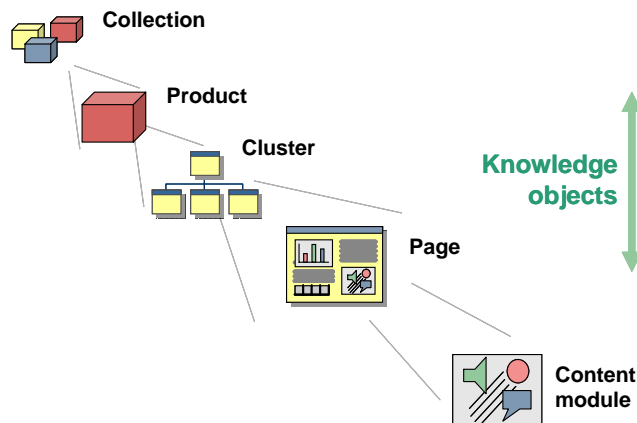 Collection
Product
Cluster
Knowledge
objects
Page
Content
module